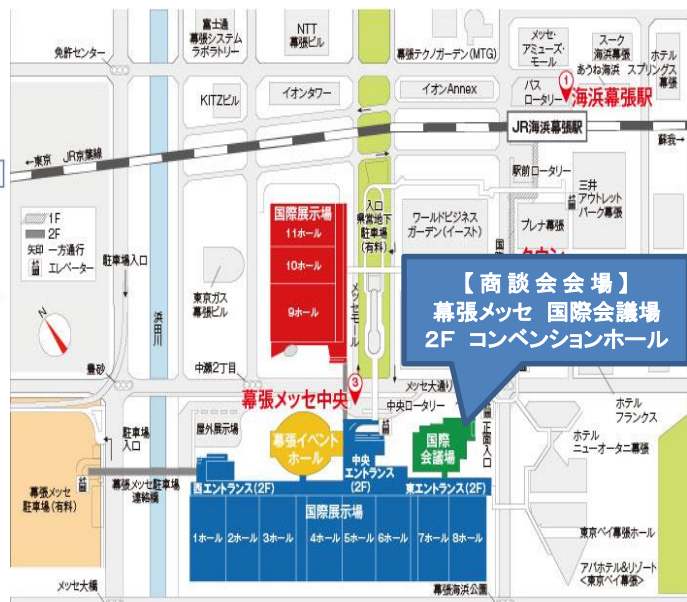 富士通
幕張システム
ラボラトリー
NTT
幕張ビル
幕張テクノガーデン(MTG)
メッセ・
アミューズ・
モール
スーク
海浜幕張
あうね海浜
ホテル
スプリングス
幕張
免許センター
KITZビル
イオンタワー
イオンAnnex
バス
ロータリー
1
海浜幕張駅
JR海浜幕張駅
蘇我→
←東京 JR京葉線
駅前ロータリー
1F
2F
矢印 一方通行
エレベーター
N
駐車場入口
浜田川
東京ガス
幕張ビル
国際展示場
11ホール
10ホール
9ホール
メッセモール
入口
県営地下
駐車場
(有料)
ワールドビジネス
ガーデン(イースト)
プレナ幕張
三井
アウトレット
パーク幕張
【商談会会場】
幕張メッセ 国際会議場
2F コンベンションホール
豊砂
中瀬2丁目
幕張メッセ中央
3
メッセ大通り
中央ロータリー
正面入口
ホテル
フランクス
ホテル
ニューオータニ幕張
駐車場
入口
屋外展示場
幕張イベント
ホール
中央
エントランス
(2F)
国際
会議場
幕張メッセ
駐車場(有料)
幕張メッセ駐車場
連絡橋
西エントランス(2F)
東エントランス(2F)
国際展示場
1ホール 2ホール 3ホール 4ホール 5ホール 6ホール 7ホール 8ホール
東京ベイ幕張ホール
アパホテル&リゾート
<東京ベイ幕張>
メッセ大橋
幕張海浜公園